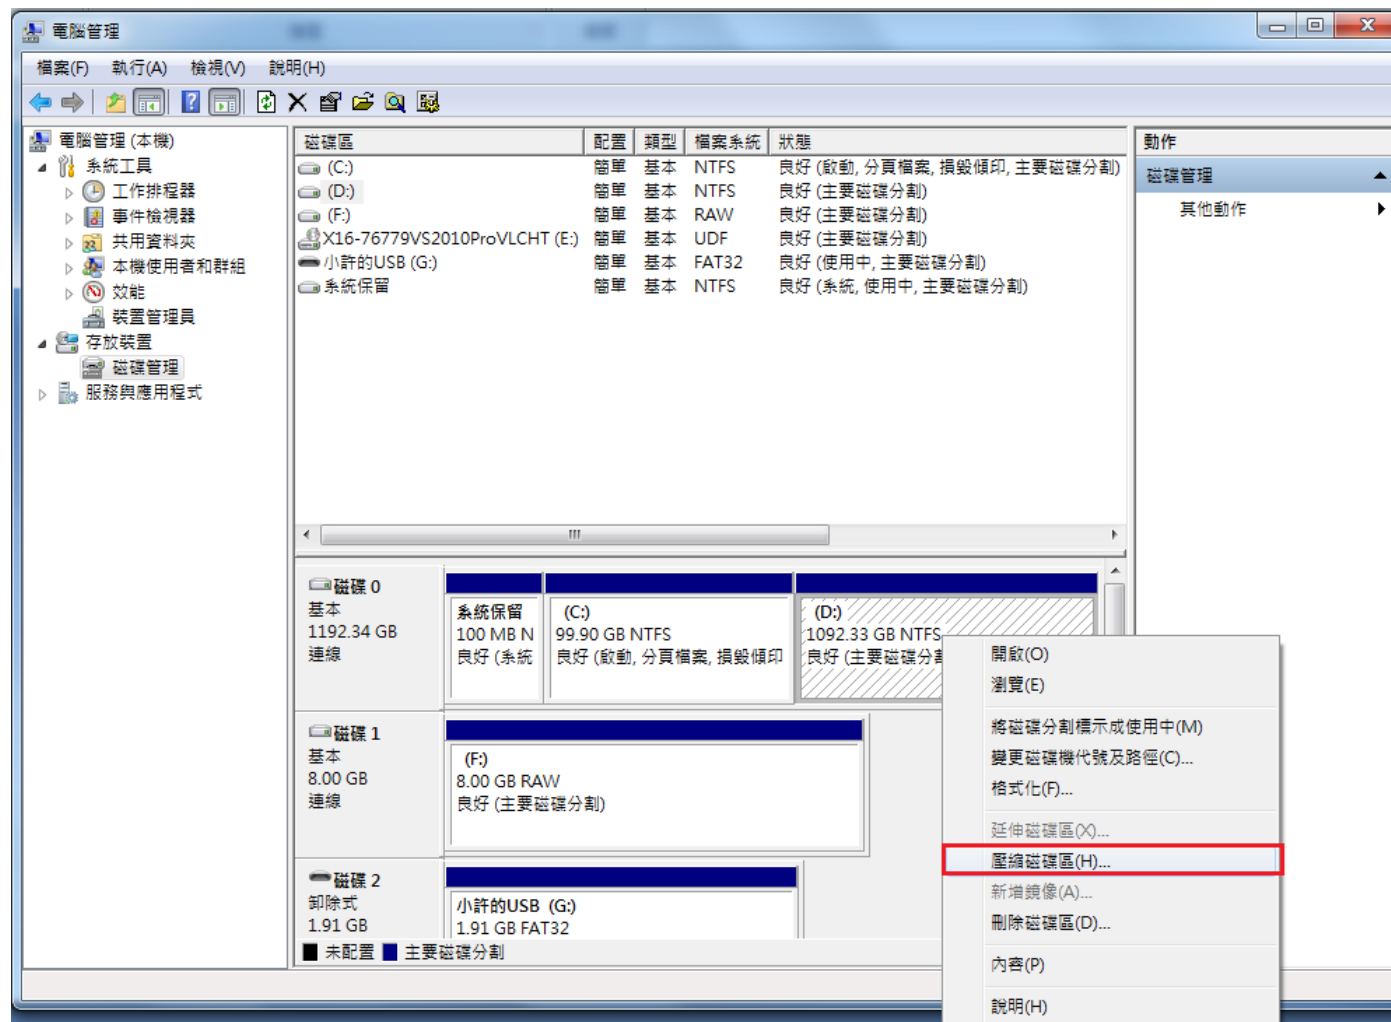 電腦管理
檔案(F) 執行(A) 檢視(V) 說明(H)
電腦管理 (本機)
系統工具
工作排程器
事件檢視器
共用資料夾
本機使用者和群組
效能
裝置管理員
存放裝置
磁碟管理
服務與應用程式
磁碟區 配置 類型 檔案系統 狀態
(C:) 簡單 基本 NTFS 良好 (啟動, 分頁檔案, 損毀傾印, 主要磁碟分割)
(D:) 簡單 基本 NTFS 良好 (主要磁碟分割)
(F:) 簡單 基本 RAW 良好 (主要磁碟分割)
X16-76779VS2010ProVLCHT (E:) 簡單 基本 UDF 良好 (主要磁碟分割)
小許的USB (G:) 簡單 基本 FAT32 良好 (使用中, 主要磁碟分割)
系統保留 簡單 基本 NTFS 良好 (系統, 使用中, 主要磁碟分割)
動作
磁碟管理
其他動作
磁碟 0
基本
1192.34 GB
連線
系統保留
100 MB N
良好 (系統
(C:)
99.90 GB NTFS
良好 (啟動, 分頁檔案, 損毀傾印
(D:)
1092.33 GB NTFS
良好 (主要磁碟分割
磁碟 1
基本
8.00 GB
連線
(F:)
8.00 GB RAW
良好 (主要磁碟分割)
磁碟 2
卸除式
1.91 GB
小許的USB (G:)
1.91 GB FAT32
未配置 主要磁碟分割
開啟(O)
瀏覽(E)
將磁碟分割標示成使用中(M)
變更磁碟機代號及路徑(C)...
格式化(F)...
延伸磁碟區(X)...
壓縮磁碟區(H)...
新增鏡像(A)...
刪除磁碟區(D)...
內容(P)
說明(H)